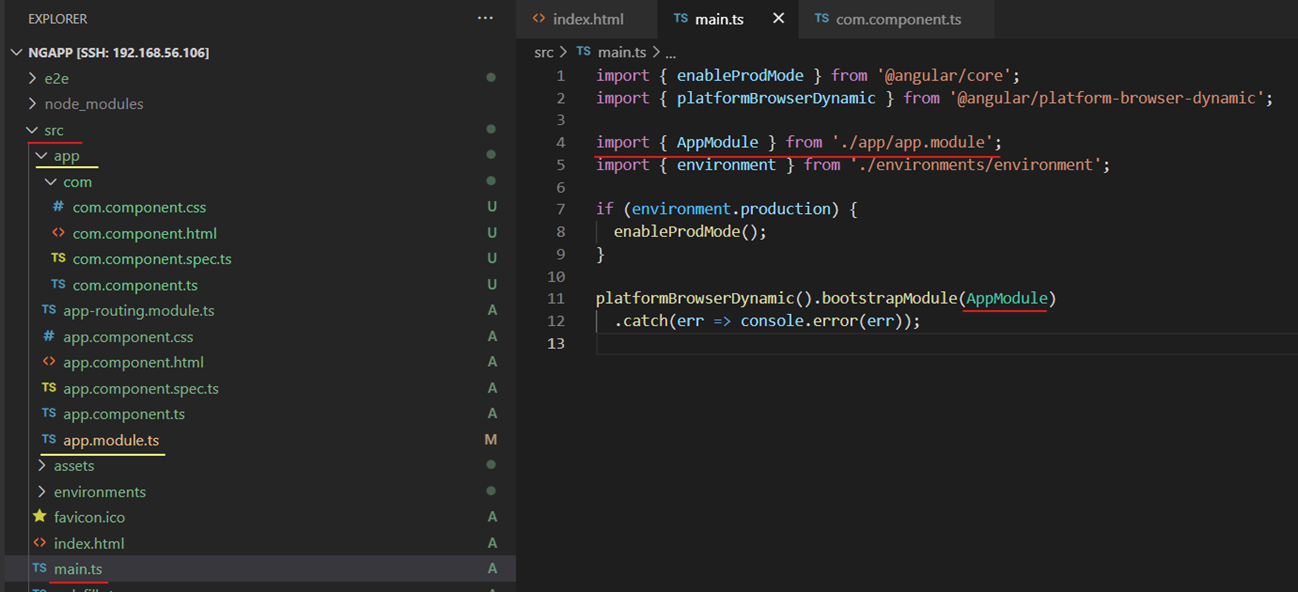 EXPLORER
...
NGAPP [SSH: 192.168.56.106]
e2e
node_modules
src
app
com
# com.component.css U
<> com.component.html U
TS com.component.spec.ts U
TS com.component.ts U
TS app-routing.module.ts A
# app.component.css A
<> app.component.html A
TS app.component.spec.ts A
TS app.component.ts A
TS app.module.ts M
assets
environments
favicon.ico A
<> index.html A
TS main.ts A
<> index.html
TS main.ts ×
TS com.component.ts
src > TS main.ts > ...
1 import { enableProdMode } from '@angular/core';
2 import { platformBrowserDynamic } from '@angular/platform-browser-dynamic';
3
4 import { AppModule } from './app/app.module';
5 import { environment } from './environments/environment';
6
7 if (environment.production) {
8 enableProdMode();
9 }
10
11 platformBrowserDynamic().bootstrapModule(AppModule)
12 .catch(err => console.error(err));
13